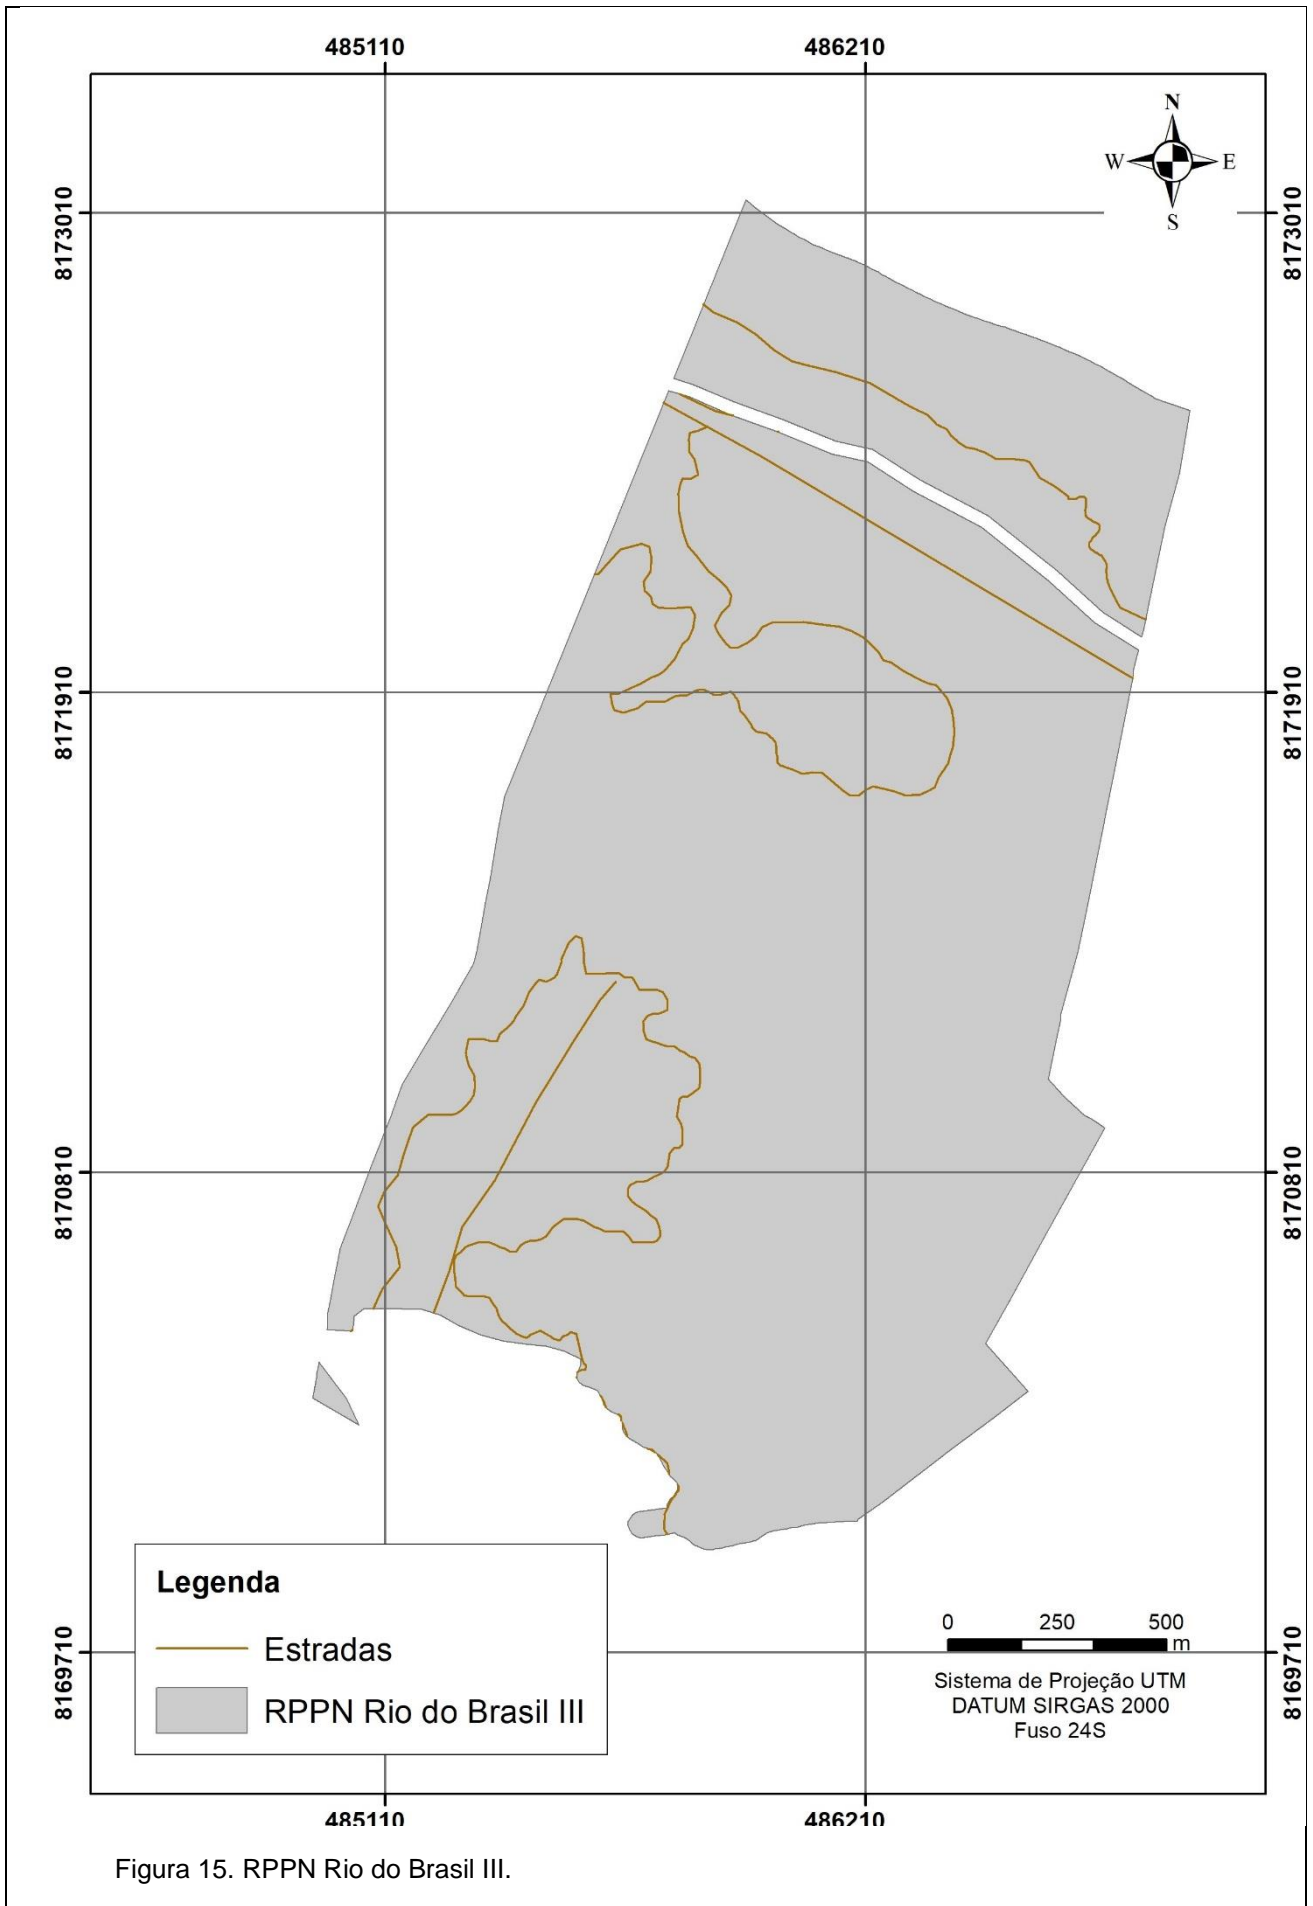 485110 486210
N
W E
S
8173010 8173010
8171910 8171910
8170810 8170810
8169710 8169710
Legenda
Estradas
RPPN Rio do Brasil III
0 250 500
m
Sistema de Projeção UTM
DATUM SIRGAS 2000
Fuso 24S
485110 486210
Figura 15. RPPN Rio do Brasil III.